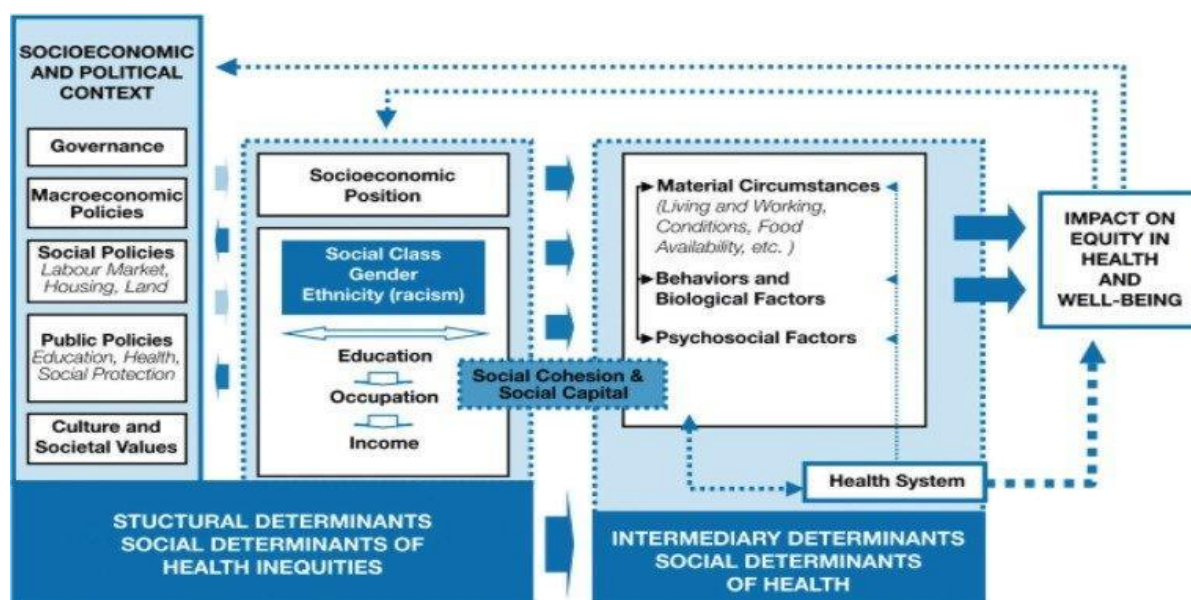 SOCIOECONOMIC
AND POLITICAL
CONTEXT
Governance
Macroeconomic
Policies
Social Policies
Labour Market,
Housing, Land
Public Policies
Education, Health,
Social Protection
Culture and
Societal Values
Socioeconomic
Position
Social Class
Gender
Ethnicity (racism)
Education
Occupation
Income
Social Cohesion &
Social Capital
Material Circumstances
(Living and Working,
Conditions, Food
Availability, etc. )
Behaviors and
Biological Factors
Psychosocial Factors
Health System
IMPACT ON
EQUITY IN
HEALTH
AND
WELL-BEING
STUCTURAL DETERMINANTS
SOCIAL DETERMINANTS OF
HEALTH INEQUITIES
INTERMEDIARY DETERMINANTS
SOCIAL DETERMINANTS
OF HEALTH